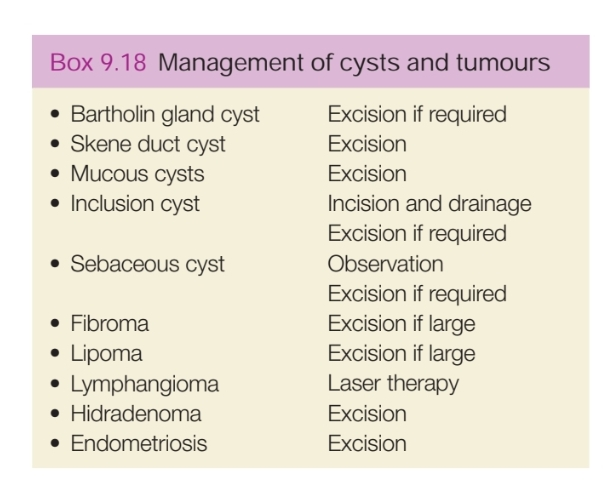 Box 9.18 Management of cysts and tumours
• Bartholin gland cyst Excision if required
• Skene duct cyst Excision
• Mucous cysts Excision
• Inclusion cyst Incision and drainage
Excision if required
• Sebaceous cyst Observation
Excision if required
• Fibroma Excision if large
• Lipoma Excision if large
• Lymphangioma Laser therapy
• Hidradenoma Excision
• Endometriosis Excision